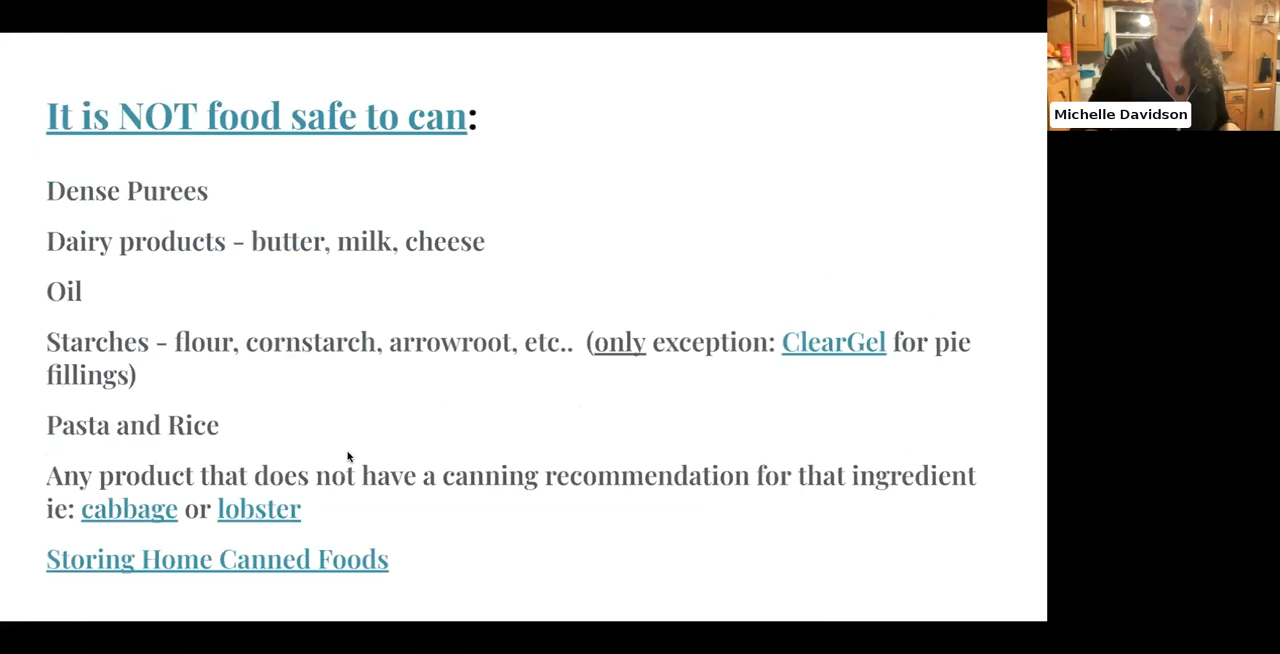 It is NOT food safe to can:
Dense Purees
Dairy products - butter, milk, cheese
Oil
Starches - flour, cornstarch, arrowroot, etc.. (only exception: ClearGel for pie
fillings)
Pasta and Rice
Any product that does not have a canning recommendation for that ingredient
ie: cabbage or lobster
Storing Home Canned Foods
Michelle Davidson